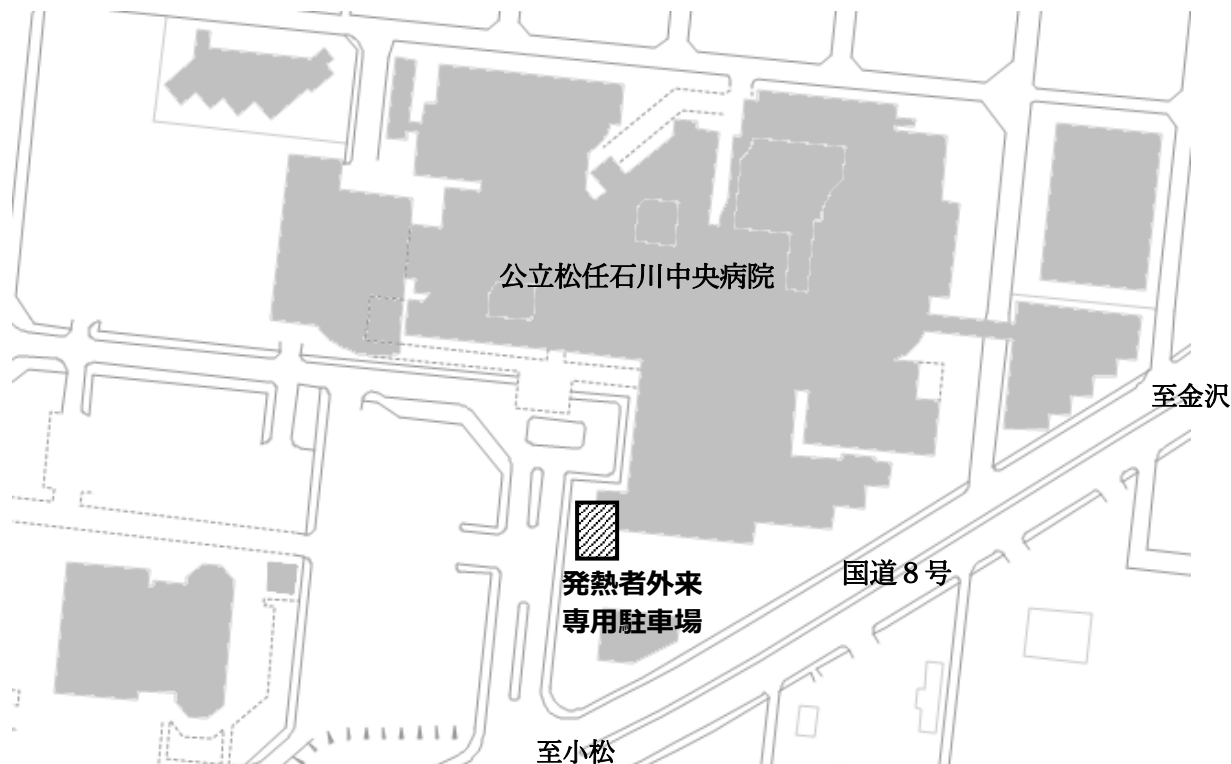 公立松任石川中央病院
至金沢
国道８号
発熱者外来
専用駐車場
至小松